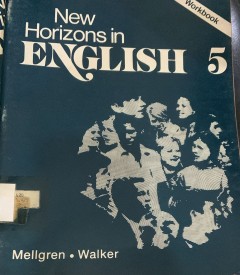 Workbook
New
Horizons in
ENGLISH 5
Mellgren • Walker